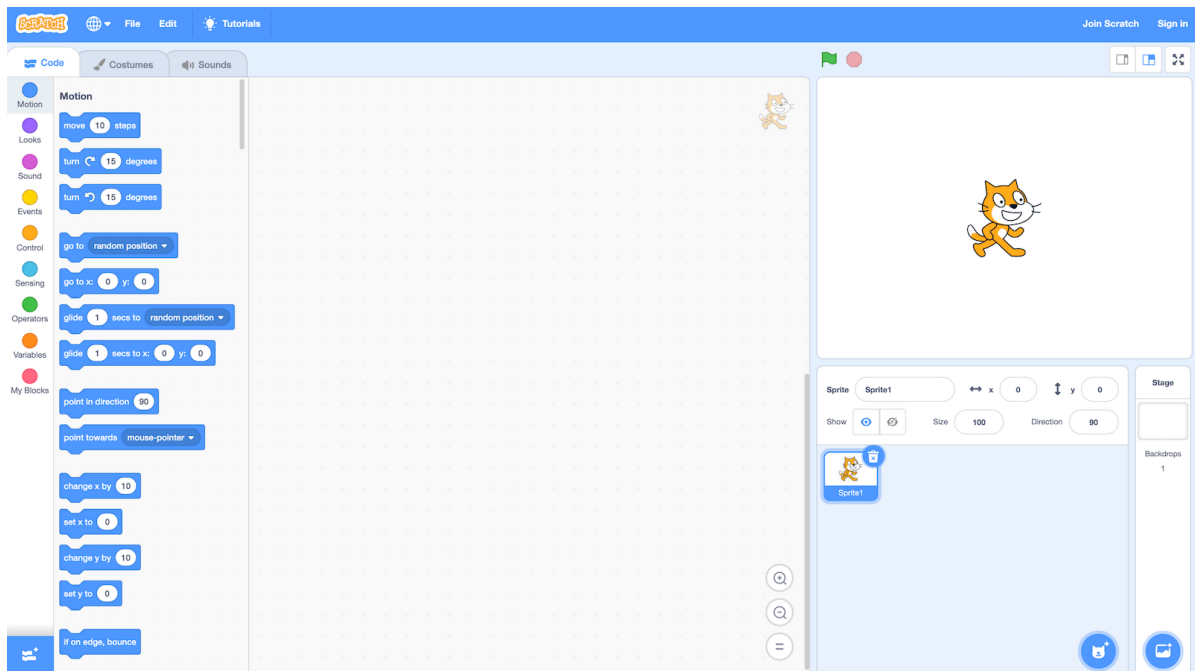 SCRATCH
File
Edit
Tutorials
Join Scratch
Sign in
Code
Costumes
Sounds
Motion
Looks
Sound
Events
Control
Sensing
Operators
Variables
My Blocks
Motion
move 10 steps
turn 15 degrees
turn 15 degrees
go to random position
go to x: 0 y: 0
glide 1 secs to random position
glide 1 secs to x: 0 y: 0
point in direction 90
point towards mouse-pointer
change x by 10
set x to 0
change y by 10
set y to 0
if on edge, bounce
Sprite Sprite1 x 0 y 0
Show Size 100 Direction 90
Sprite1
Stage
Backdrops
1